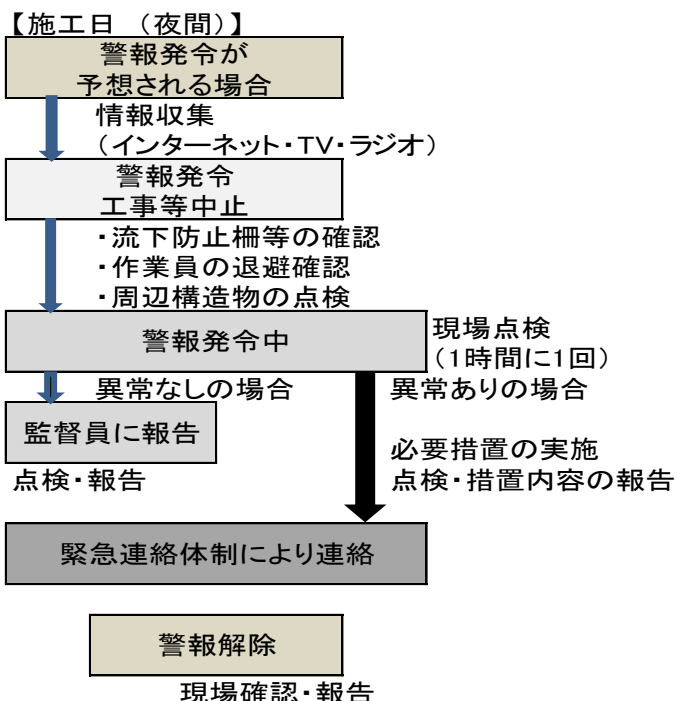 【施工日 （夜間）】
警報発令が
予想される場合
情報収集
（インターネット・TV・ラジオ）
警報発令
工事等中止
・流下防止柵等の確認
・作業員の退避確認
・周辺構造物の点検
警報発令中
現場点検
（1時間に1回）
異常なしの場合
異常ありの場合
監督員に報告
点検・報告
必要措置の実施
点検・措置内容の報告
緊急連絡体制により連絡
警報解除
現場確認・報告